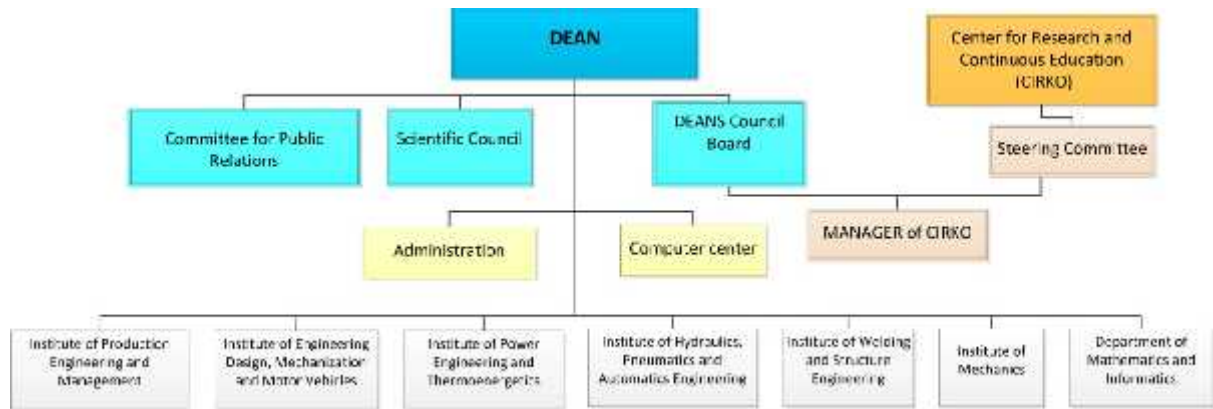 DEAN
Center for Research and
Continuous Education
(CIRKO)
Committee for Public
Relations
Scientific Council
DEANS Council
Board
Steering Committee
Administration
Computer center
MANAGER of CIRKO
Institute of Production
Engineering and
Management
Institute of Engineering
Design, Mechanization
and Motor Vehicles
Institute of Power
Engineering and
Thermoenergetics
Institute of Hydraulics,
Pneumatics and
Automatics Engineering
Institute of Welding
and Structure
Engineering
Institute of
Mechanics
Department of
Mathematics and
Informatics